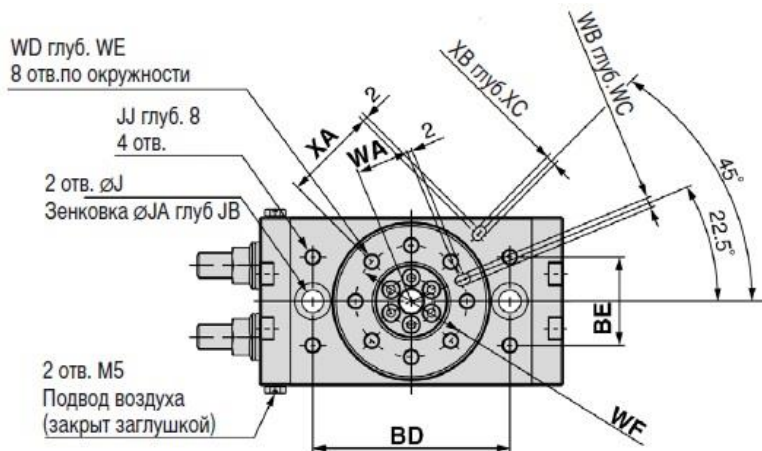 WD глуб. WE
8 отв.по окружности
JJ глуб. 8
4 отв.
2 отв. øJ
Зенковка øJA глуб JB
2 отв. M5
Подвод воздуха
(закрыт заглушкой)
XA
2
WA
2
XB глуб.XC
WB глуб.WC
45°
22.5°
BE
BD
WF